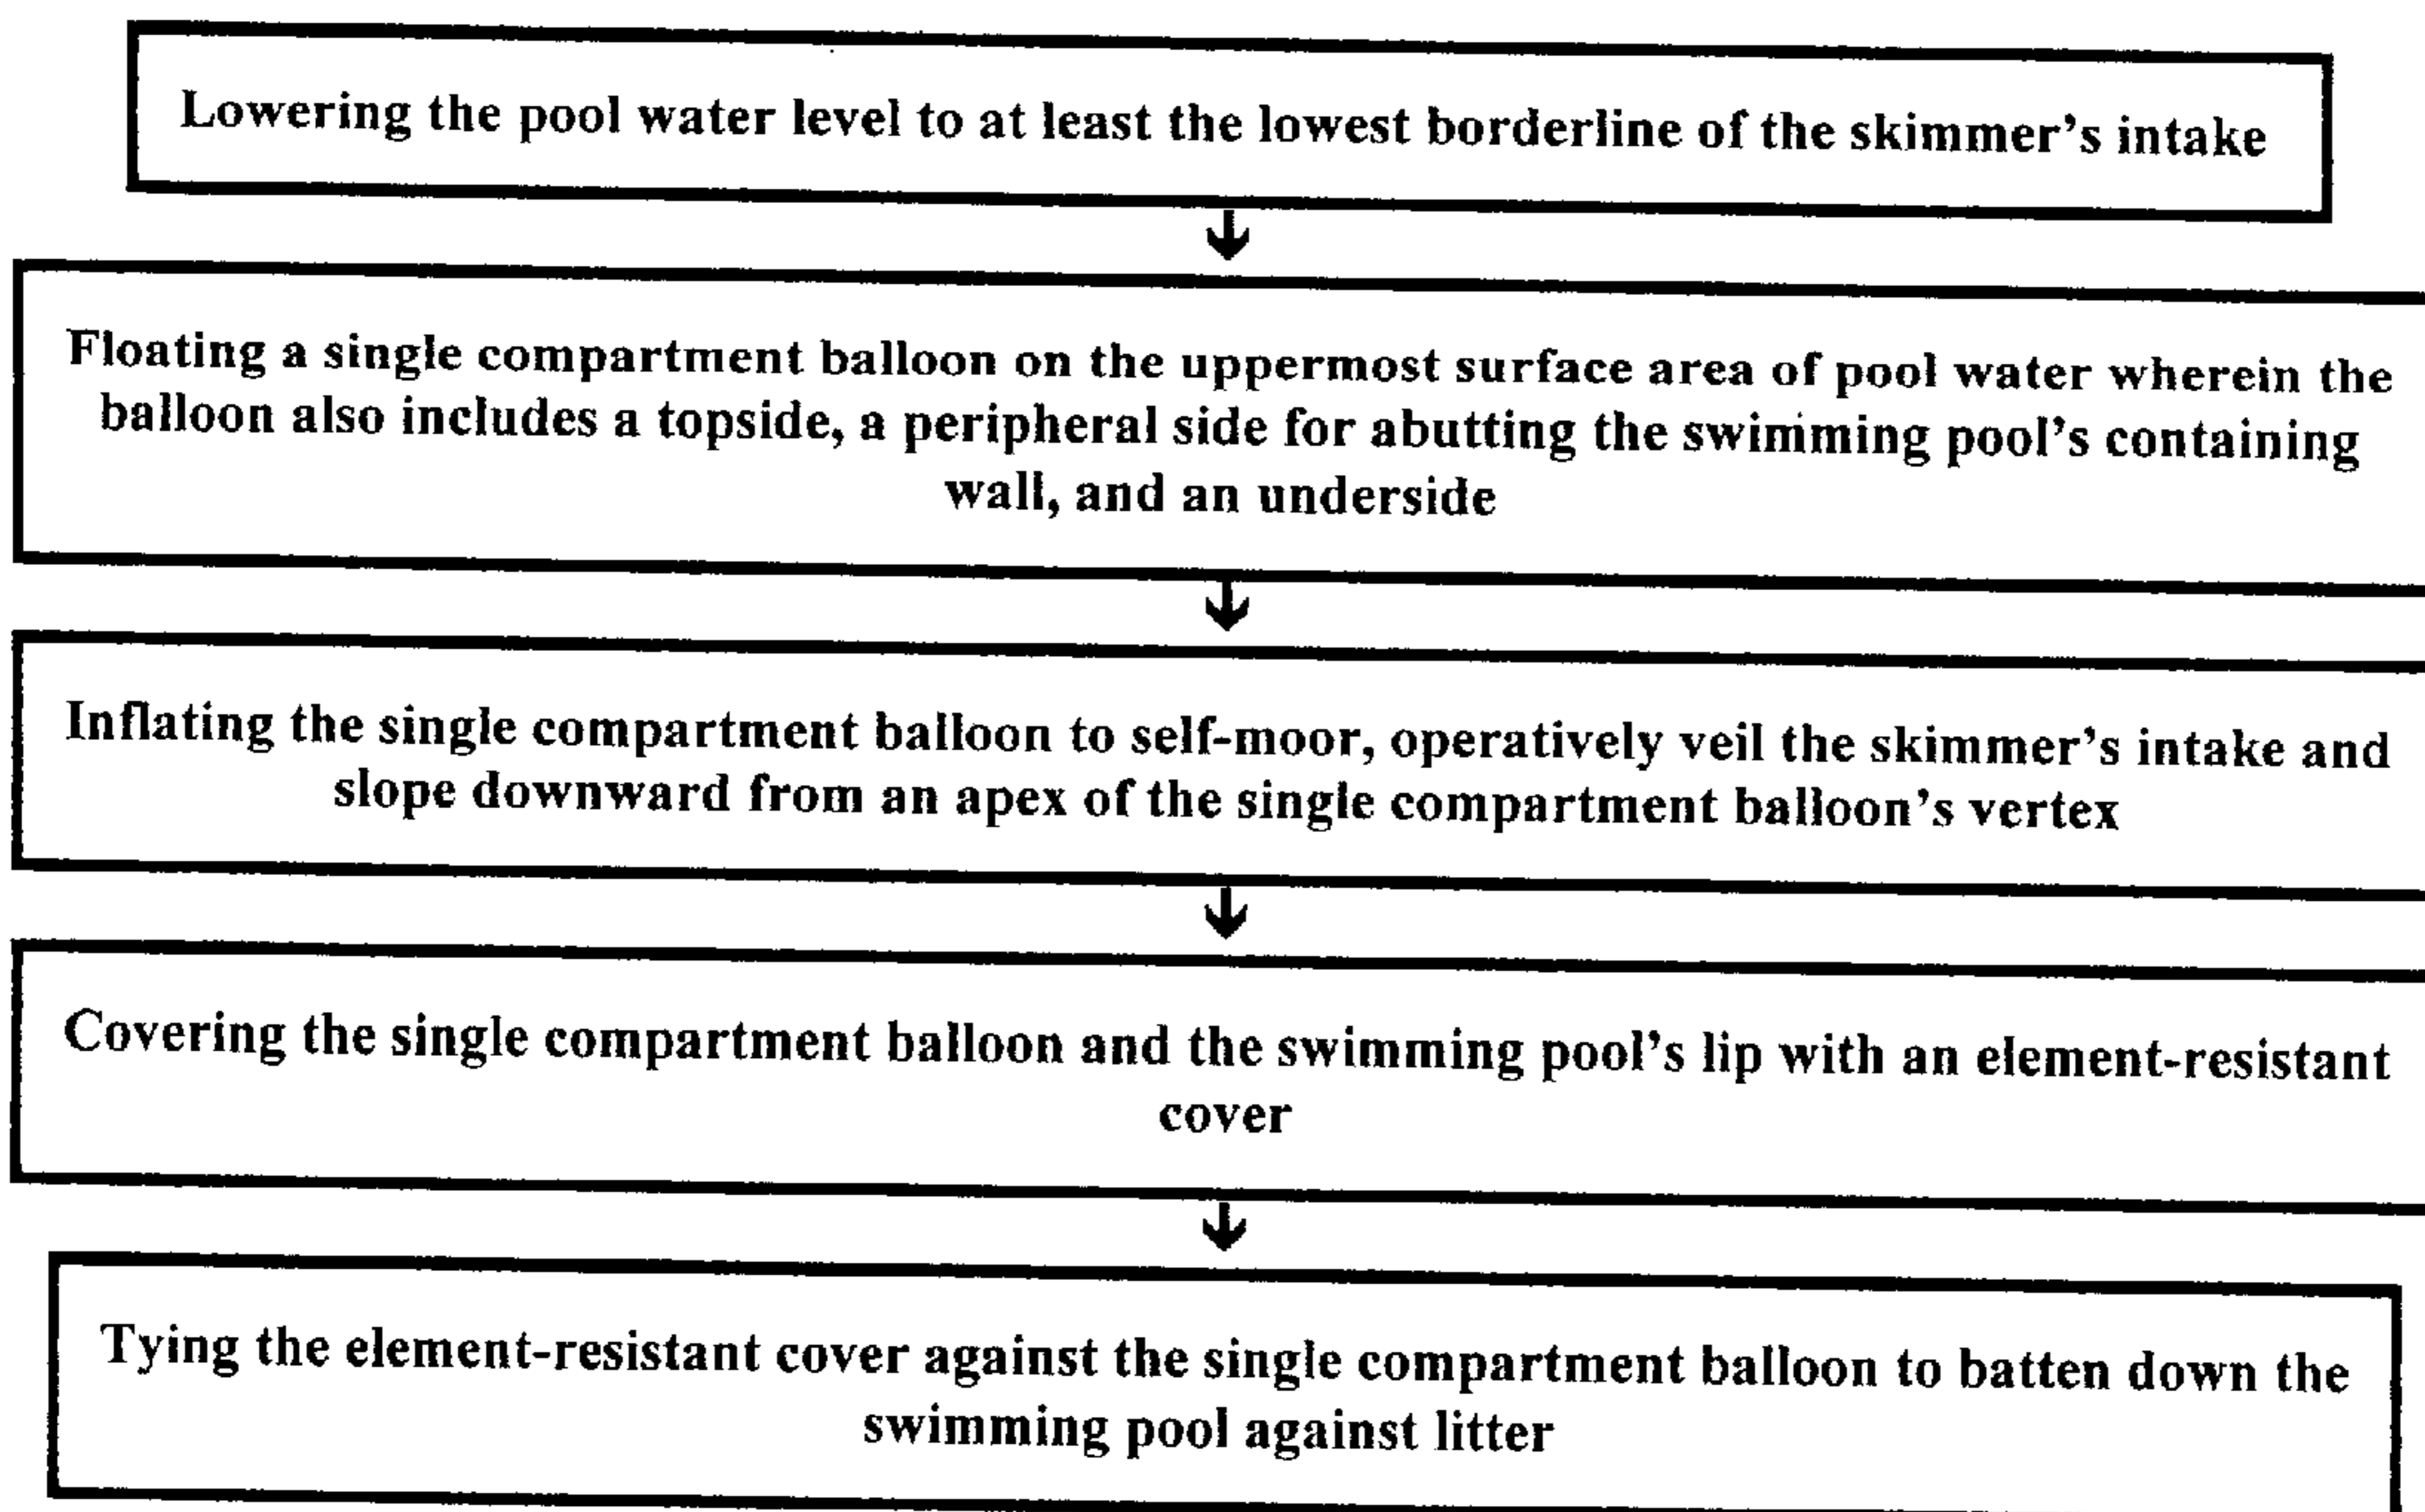 Lowering the pool water level to at least the lowest borderline of the skimmer's intake
Floating a single compartment balloon on the uppermost surface area of pool water wherein the
balloon also includes a topside, a peripheral side for abutting the swimming pool's containing
wall, and an underside
Inflating the single compartment balloon to self-moor, operatively veil the skimmer's intake and
slope downward from an apex of the single compartment balloon's vertex
Covering the single compartment balloon and the swimming pool's lip with an element-resistant
cover
Tying the element-resistant cover against the single compartment balloon to batten down the
swimming pool against litter